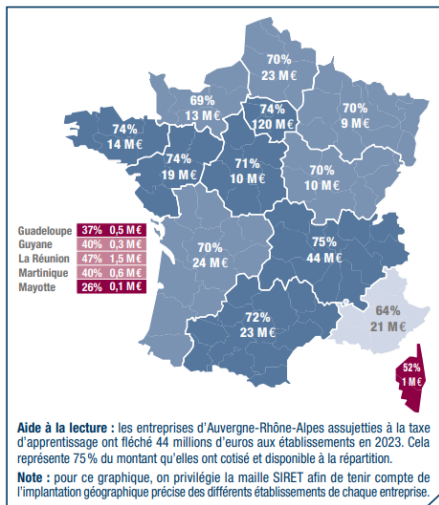 70%
23 M€
69%
13 M€
74%
120 M€
70%
9 M€
74%
14 M€
74%
19 M€
71%
10 M€
70%
10 M€
Guadeloupe 37% 0,5 M€
Guyane 40% 0,3 M€
La Réunion 47% 1,5 M€
Martinique 40% 0,6 M€
Mayotte 26% 0,1 M€
70%
24 M€
75%
44 M€
72%
23 M€
64%
21 M€
52%
1 M€
Aide à la lecture : les entreprises d'Auvergne-Rhône-Alpes assujetties à la taxe
d'apprentissage ont fléché 44 millions d'euros aux établissements en 2023. Cela
représente 75 % du montant qu'elles ont cotisé et disponible à la répartition.
Note : pour ce graphique, on privilégie la maille SIRET afin de tenir compte de
l'implantation géographique précise des différents établissements de chaque entreprise.